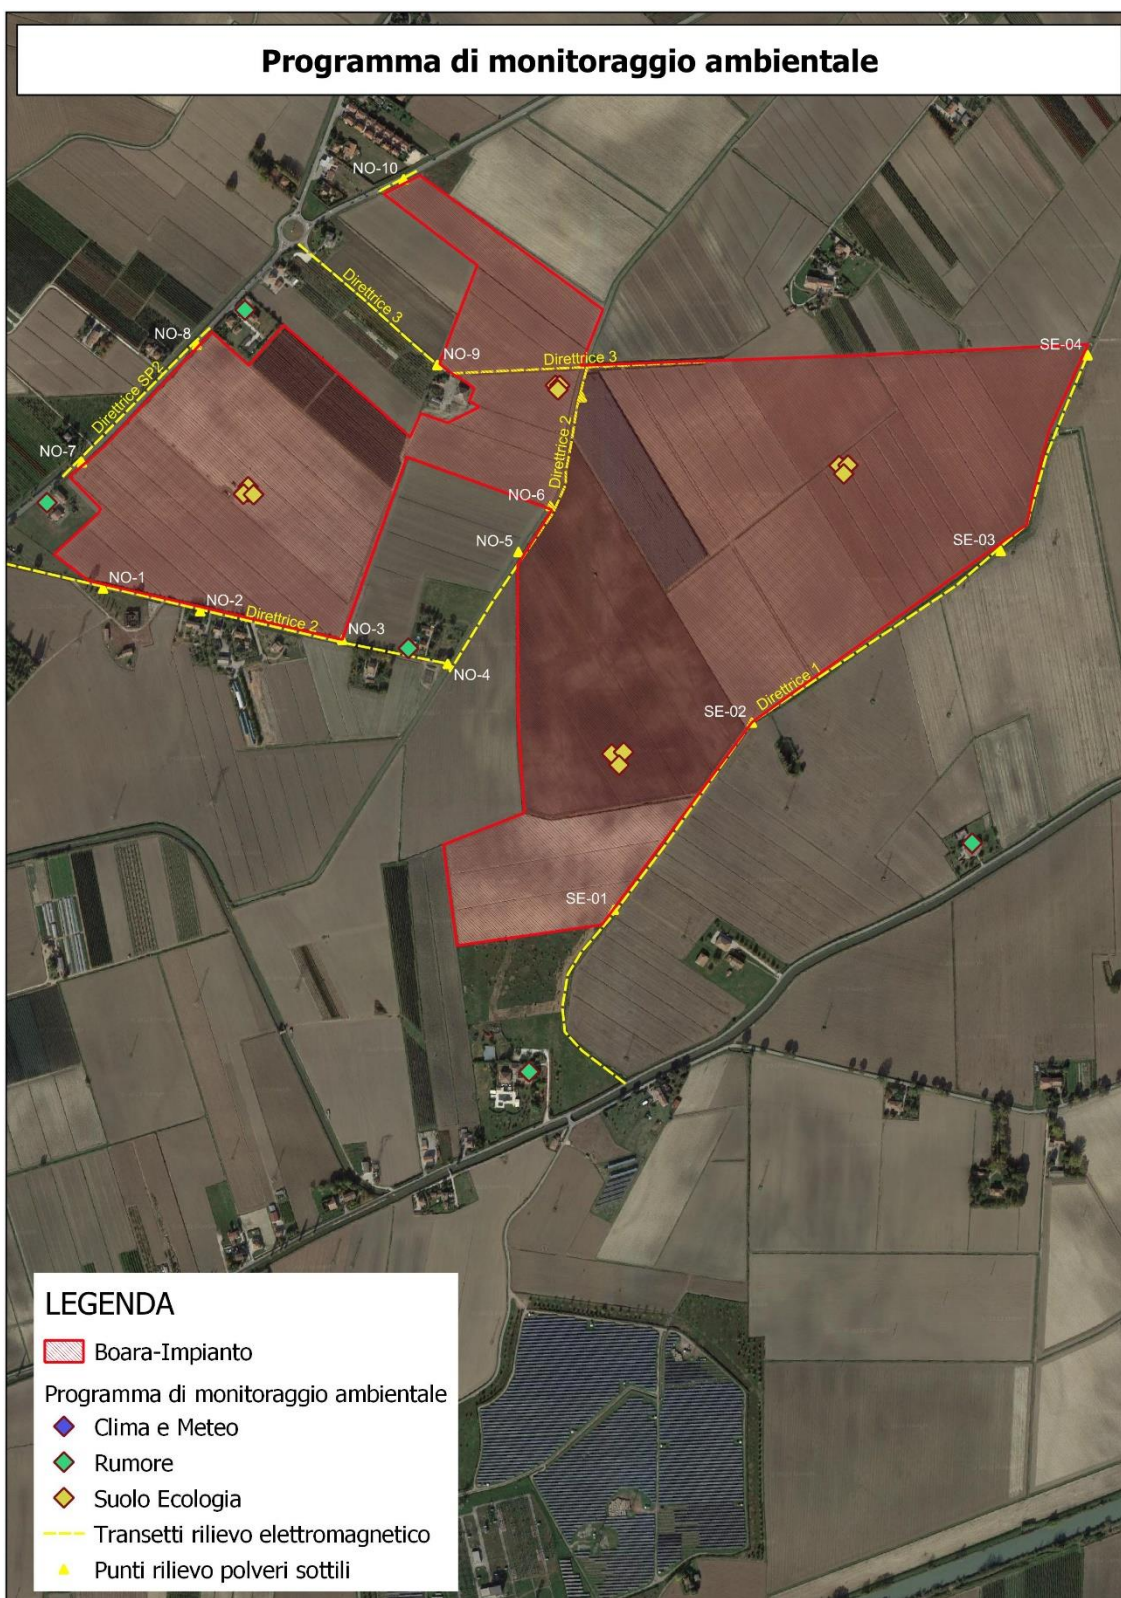 Programma di monitoraggio ambientale
NO-10
Direttrice 3
NO-8
NO-9
Direttrice 3
SE-04
Direttrice SP2
NO-7
Direttrice 2
NO-6
NO-5
SE-03
NO-1
NO-2
Direttrice 2
NO-3
NO-4
Direttrice 1
SE-02
SE-01
LEGENDA
Boara-Impianto
Programma di monitoraggio ambientale
Clima e Meteo
Rumore
Suolo Ecologia
Transetti rilievo elettromagnetico
Punti rilievo polveri sottili